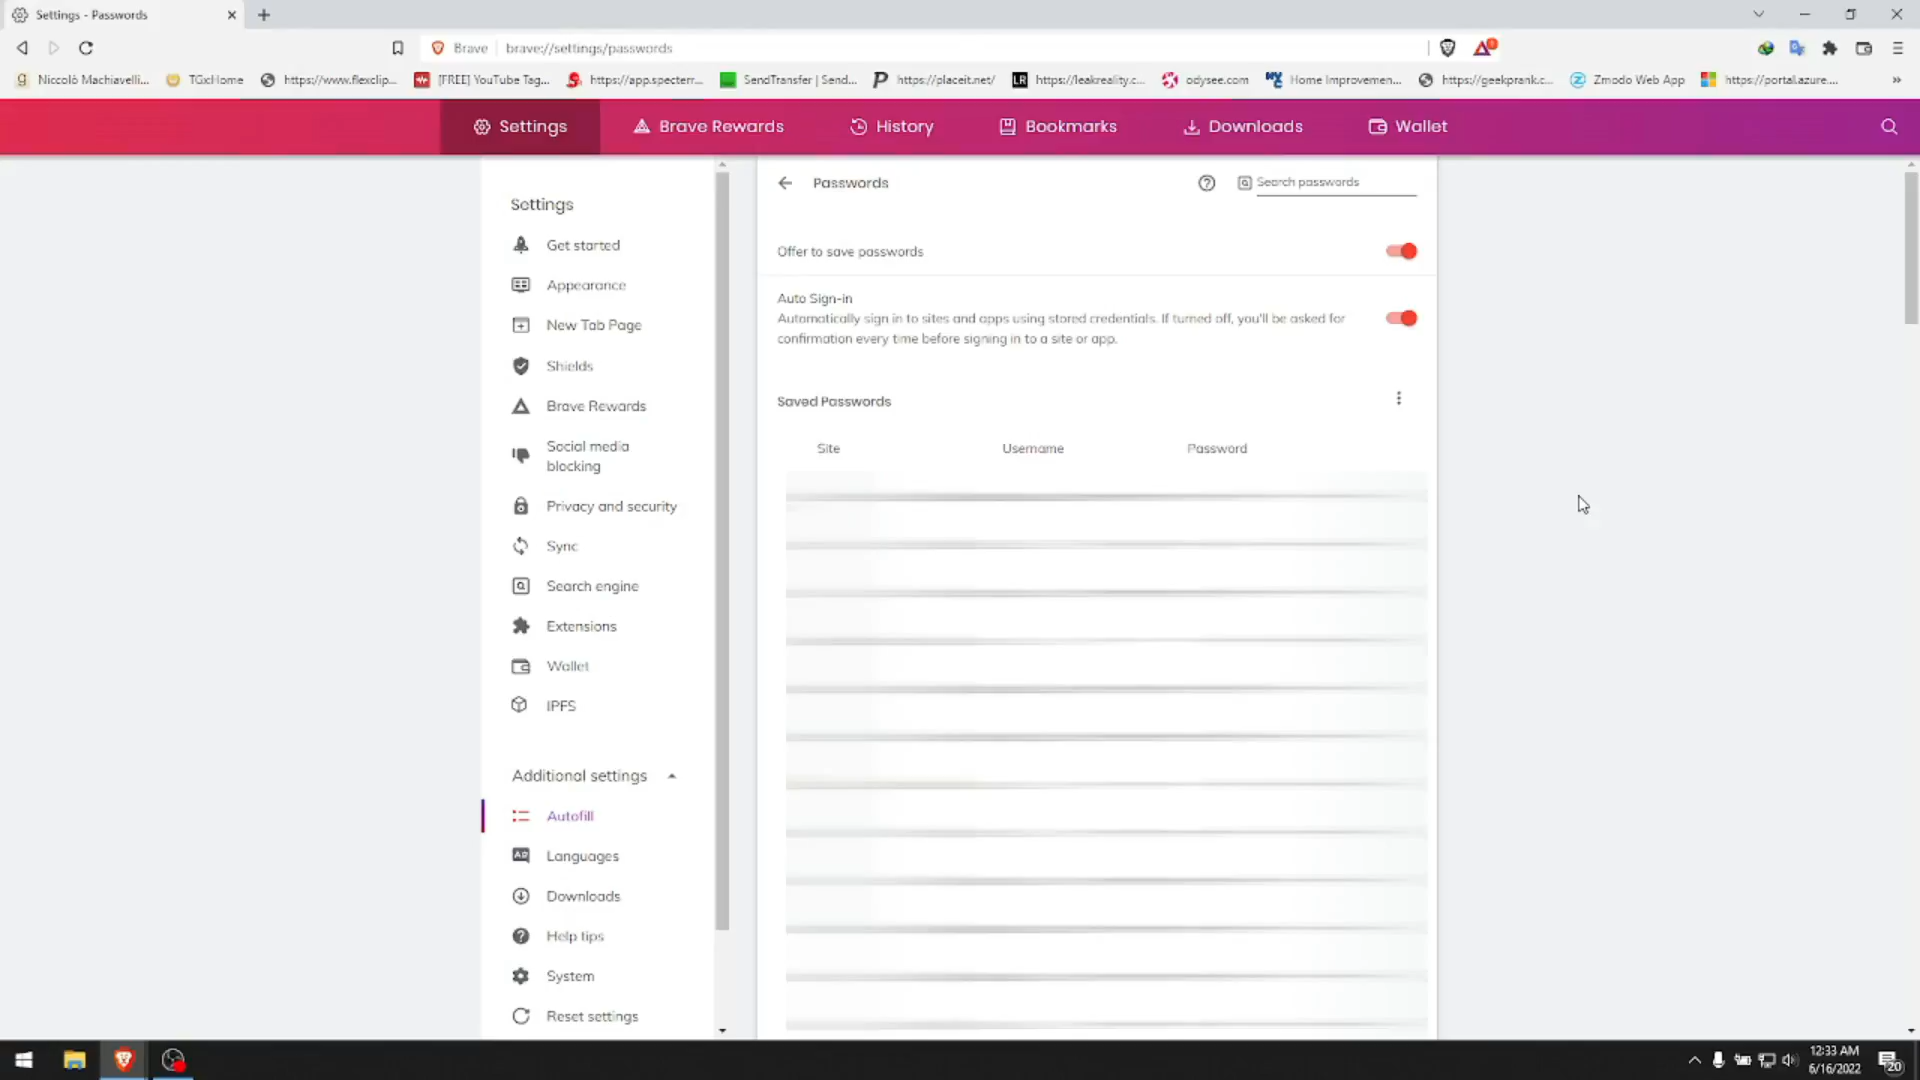 Settings - Passwords
Brave
brave://settings/passwords
Niccolò Machiavelli...
TGxHome
https://www.flexclip...
[FREE] YouTube Tag...
https://app.specterr...
SendTransfer | Send...
https://placeit.net/
https://leakreality.c...
odysee.com
Home Improvemen...
https://geekprank.c...
Zmodo Web App
https://portal.azure....
»
Settings
Brave Rewards
History
Bookmarks
Downloads
Wallet
Settings
Get started
Appearance
New Tab Page
Shields
Brave Rewards
Social media
blocking
Privacy and security
Sync
Search engine
Extensions
Wallet
IPFS
Additional settings
Autofill
Languages
Downloads
Help tips
System
Reset settings
Passwords
Search passwords
Offer to save passwords
Auto Sign-in
Automatically sign in to sites and apps using stored credentials. If turned off, you'll be asked for
confirmation every time before signing in to a site or app.
Saved Passwords
Site
Username
Password
12:33 AM
6/16/2022
20